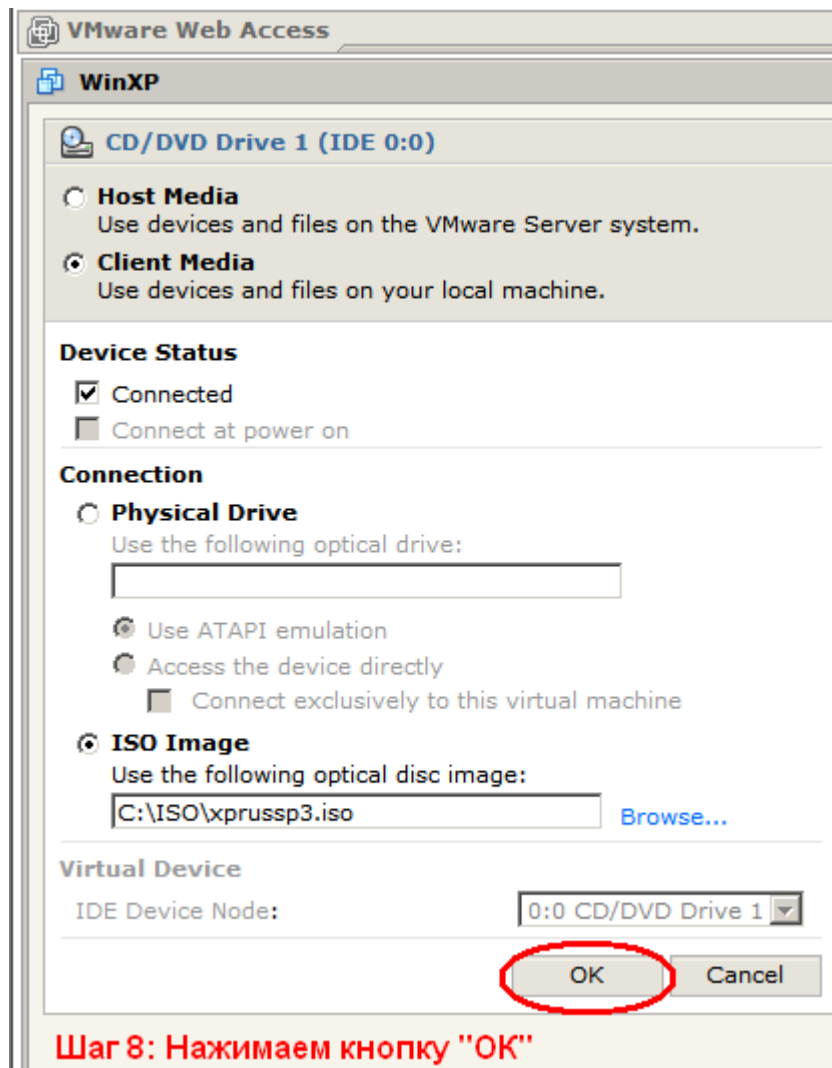 VMware Web Access
WinXP
CD/DVD Drive 1 (IDE 0:0)
Host Media
Use devices and files on the VMware Server system.
Client Media
Use devices and files on your local machine.
Device Status
Connected
Connect at power on
Connection
Physical Drive
Use the following optical drive:
Use ATAPI emulation
Access the device directly
Connect exclusively to this virtual machine
ISO Image
Use the following optical disc image:
C:\ISO\xprussp3.iso Browse...
Virtual Device
IDE Device Node: 0:0 CD/DVD Drive 1
OK Cancel
Шаг 8: Нажимаем кнопку "ОК"